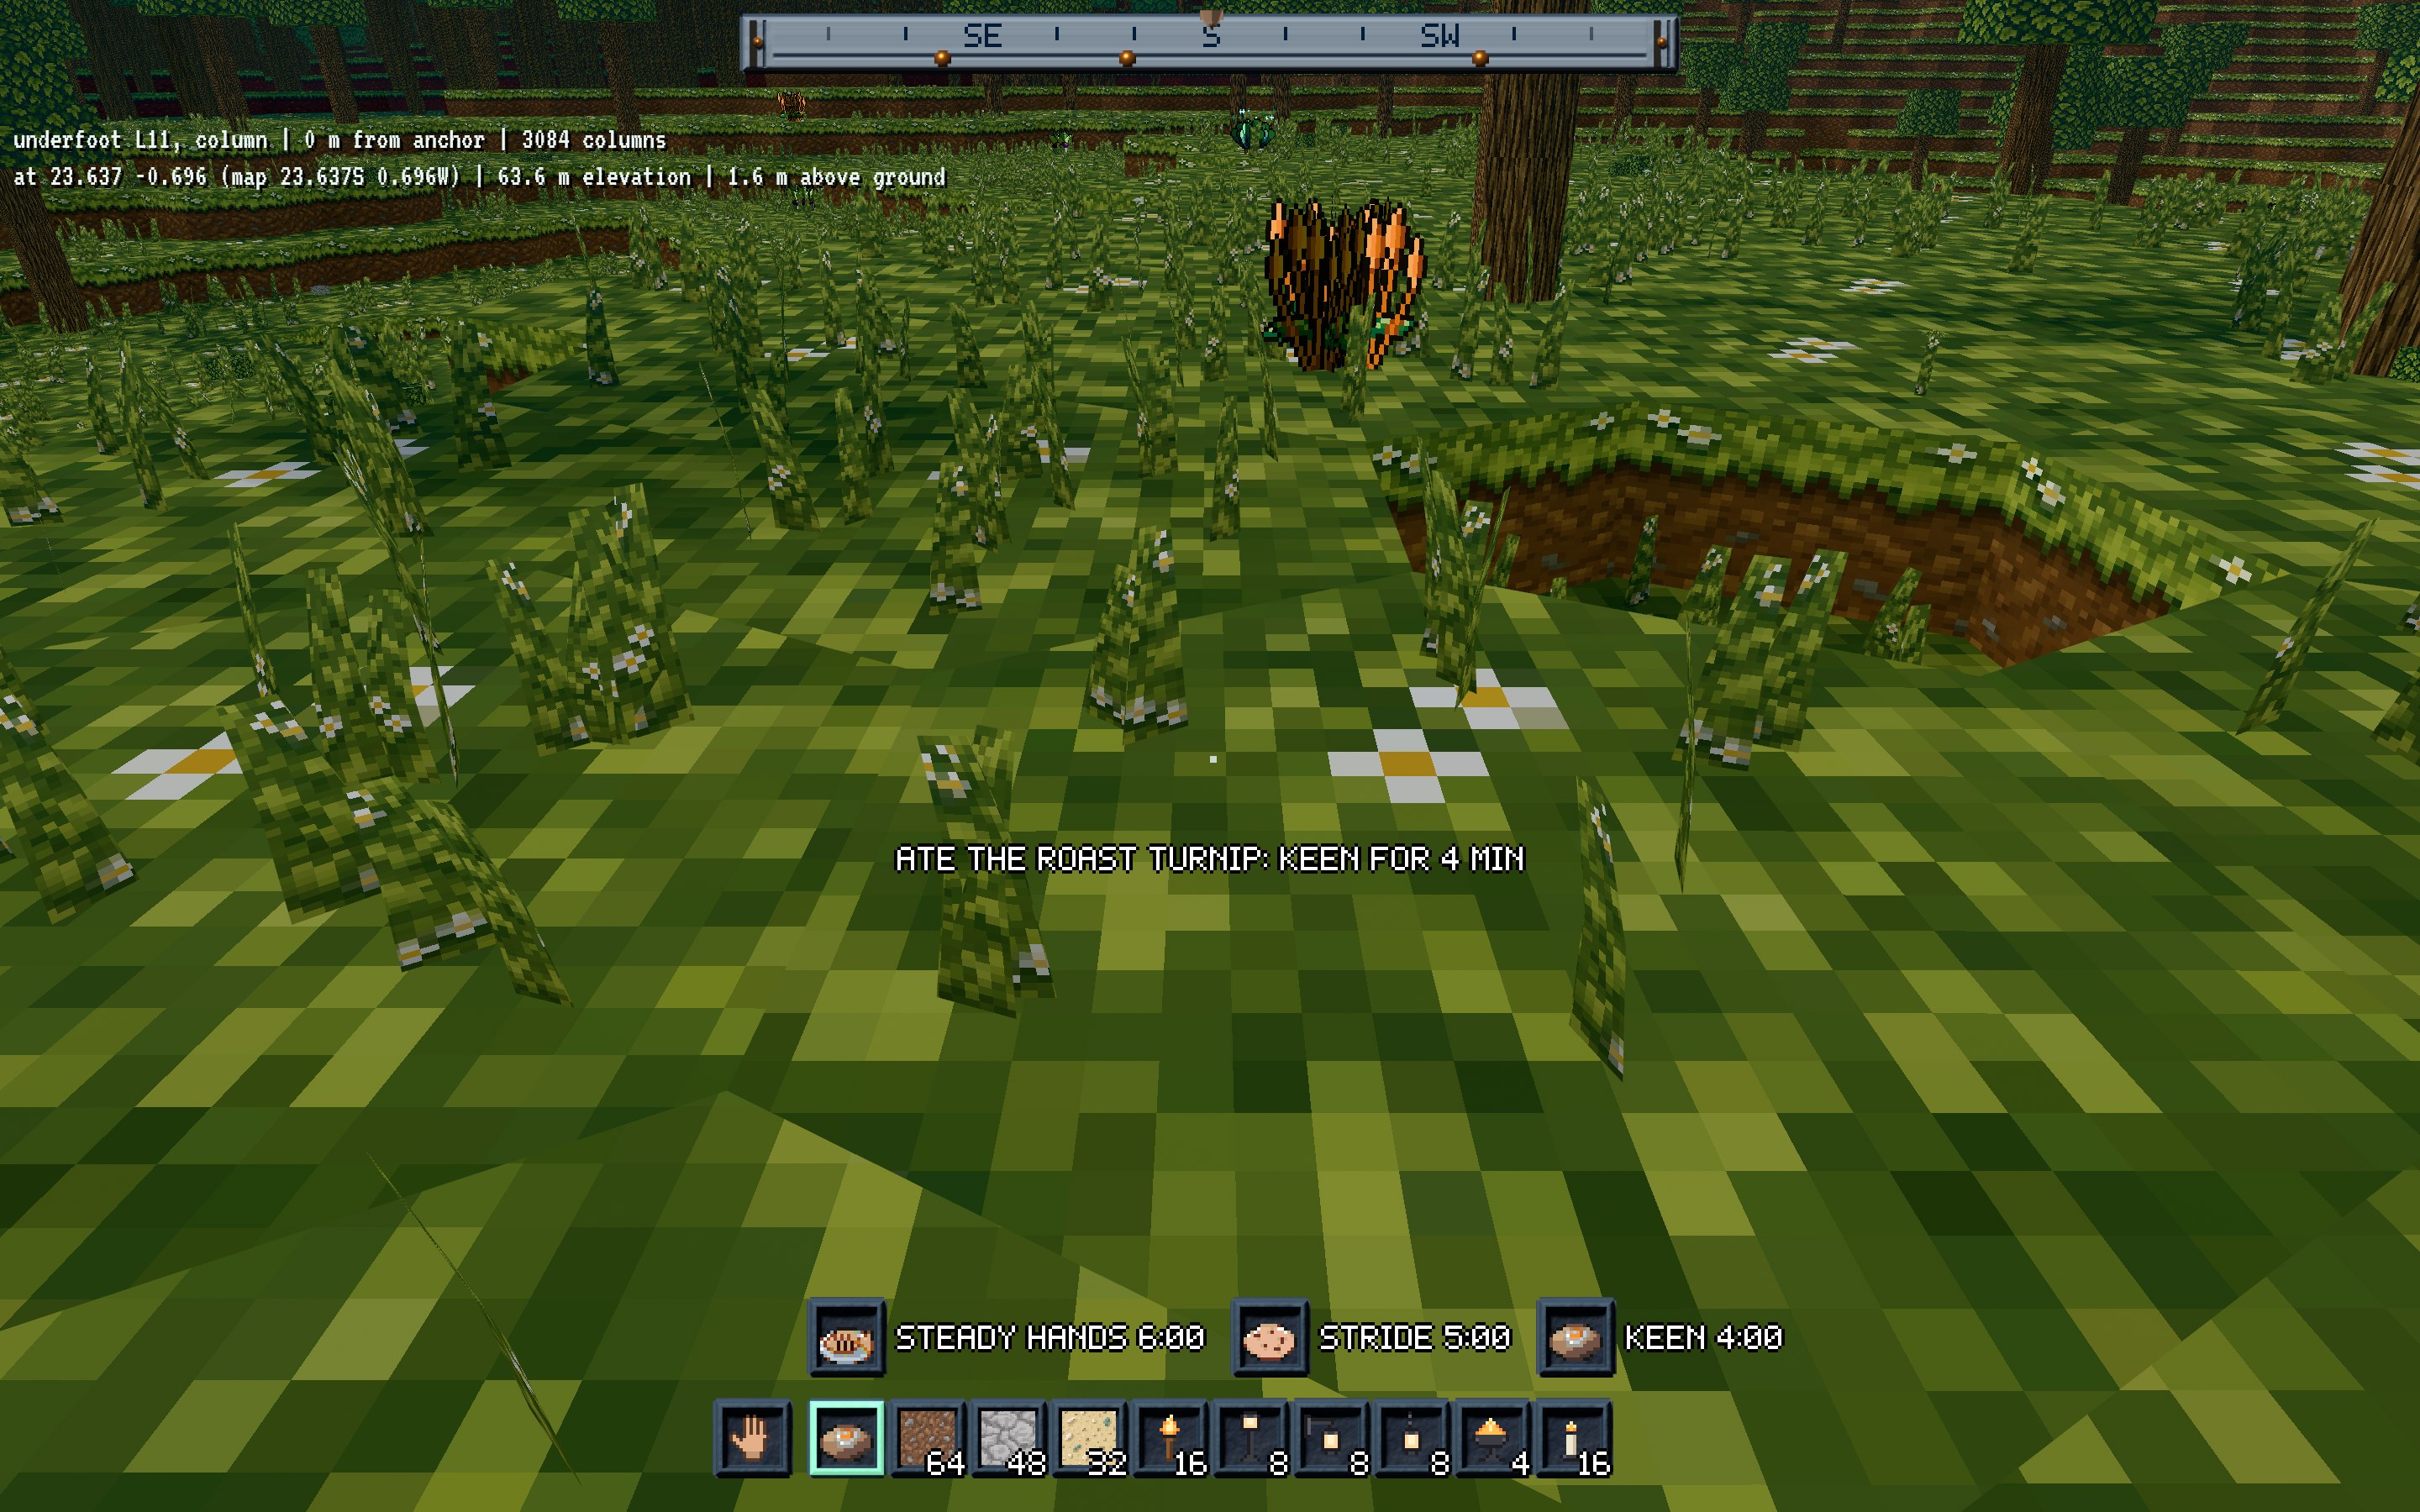 SE S SW
underfoot L11, column | 0 m from anchor | 3084 columns
at 23.637 -0.696 (map 23.637S 0.696W) | 63.6 m elevation | 1.6 m above ground
ATE THE ROAST TURNIP: KEEN FOR 4 MIN
STEADY HANDS 6:00 STRIDE 5:00 KEEN 4:00
64 48 32 16 8 8 8 4 16